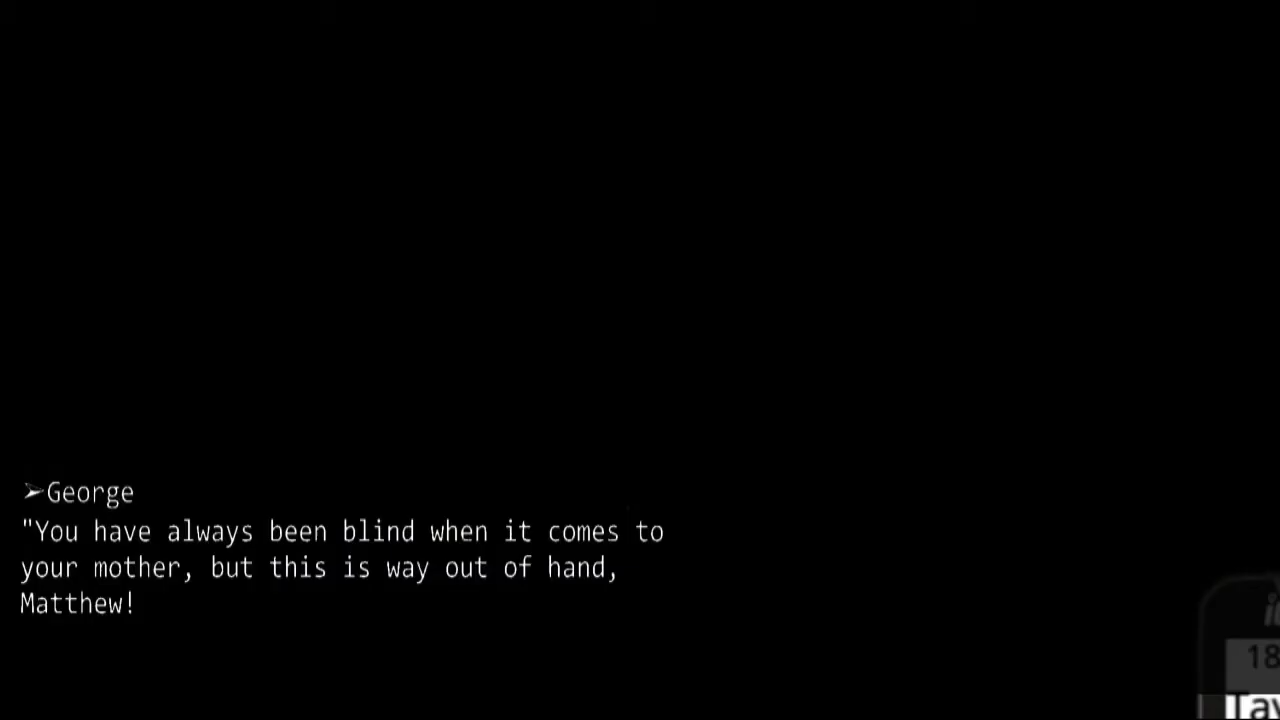 ➤George
"You have always been blind when it comes to
your mother, but this is way out of hand,
Matthew!
18